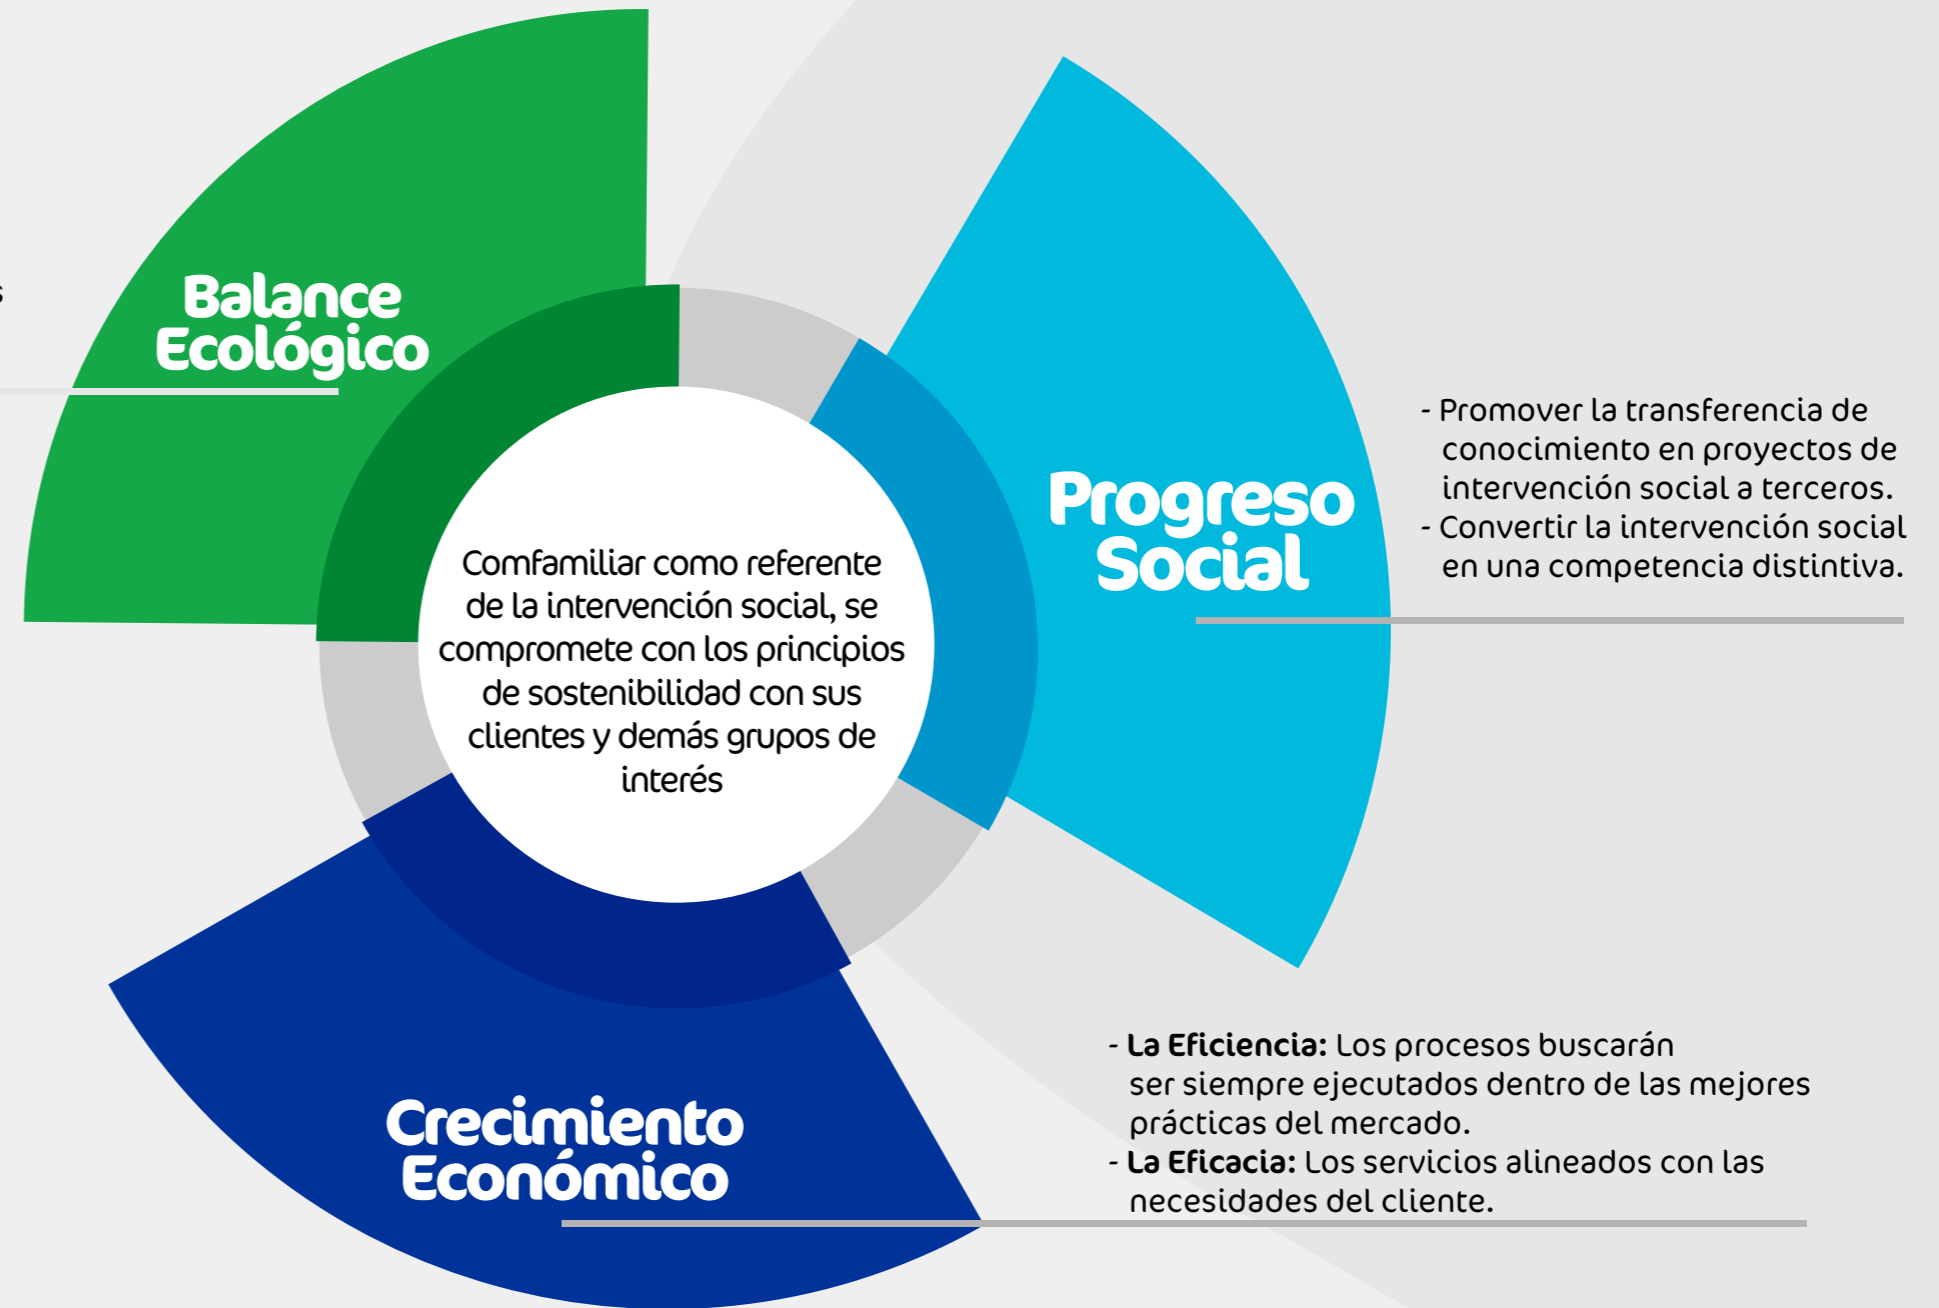 Balance
Ecológico
Progreso
Social
- Promover la transferencia de
conocimiento en proyectos de
intervención social a terceros.
- Convertir la intervención social
en una competencia distintiva.
Comfamiliar como referente
de la intervención social, se
compromete con los principios
de sostenibilidad con sus
clientes y demás grupos de
interés
Crecimiento
Económico
- La Eficiencia: Los procesos buscarán
ser siempre ejecutados dentro de las mejores
prácticas del mercado.
- La Eficacia: Los servicios alineados con las
necesidades del cliente.